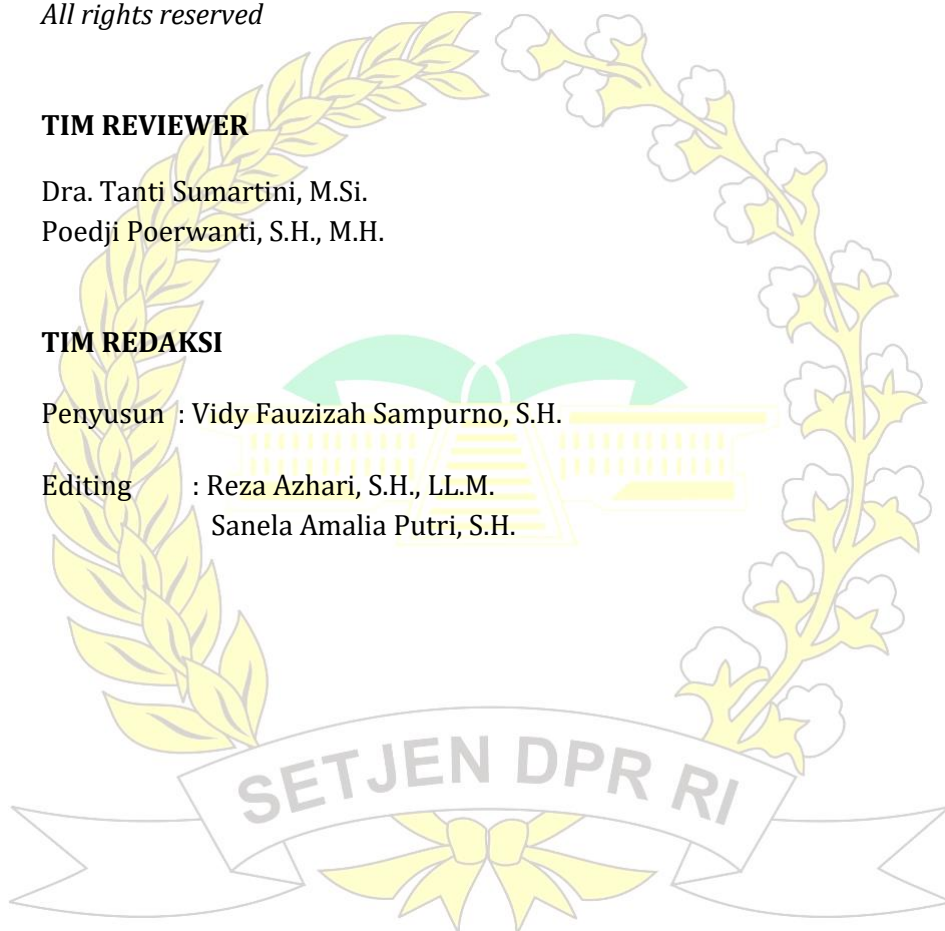 All rights reserved
TIM REVIEWER
Dra. Tanti Sumartini, M.Si.
Poedji Poerwanti, S.H., M.H.
TIM REDAKSI
Penyusun : Vidy Fauzizah Sampurno, S.H.
Editing : Reza Azhari, S.H., LL.M.
Sanela Amalia Putri, S.H.
SETJEN DPR RI